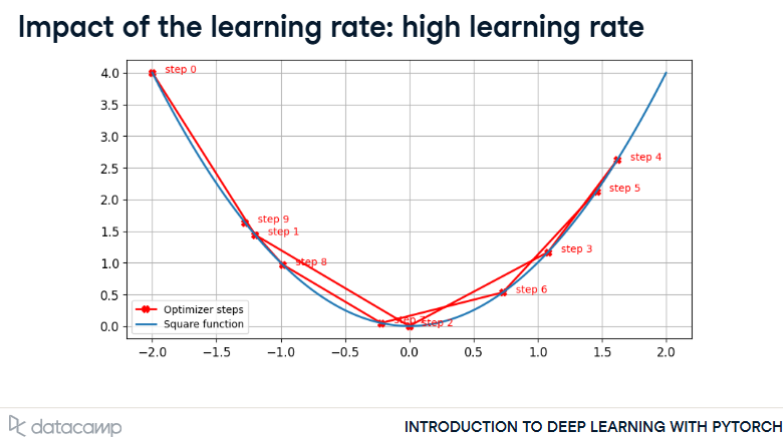 Impact of the learning rate: high learning rate
4.0
3.5
3.0
2.5
2.0
1.5
1.0
0.5
0.0
step 0
step 9
step 1
step 8
step 2
step 6
step 3
step 5
step 4
Optimizer steps
Square function
−2.0 −1.5 −1.0 −0.5 0.0 0.5 1.0 1.5 2.0
datacamp
INTRODUCTION TO DEEP LEARNING WITH PYTORCH